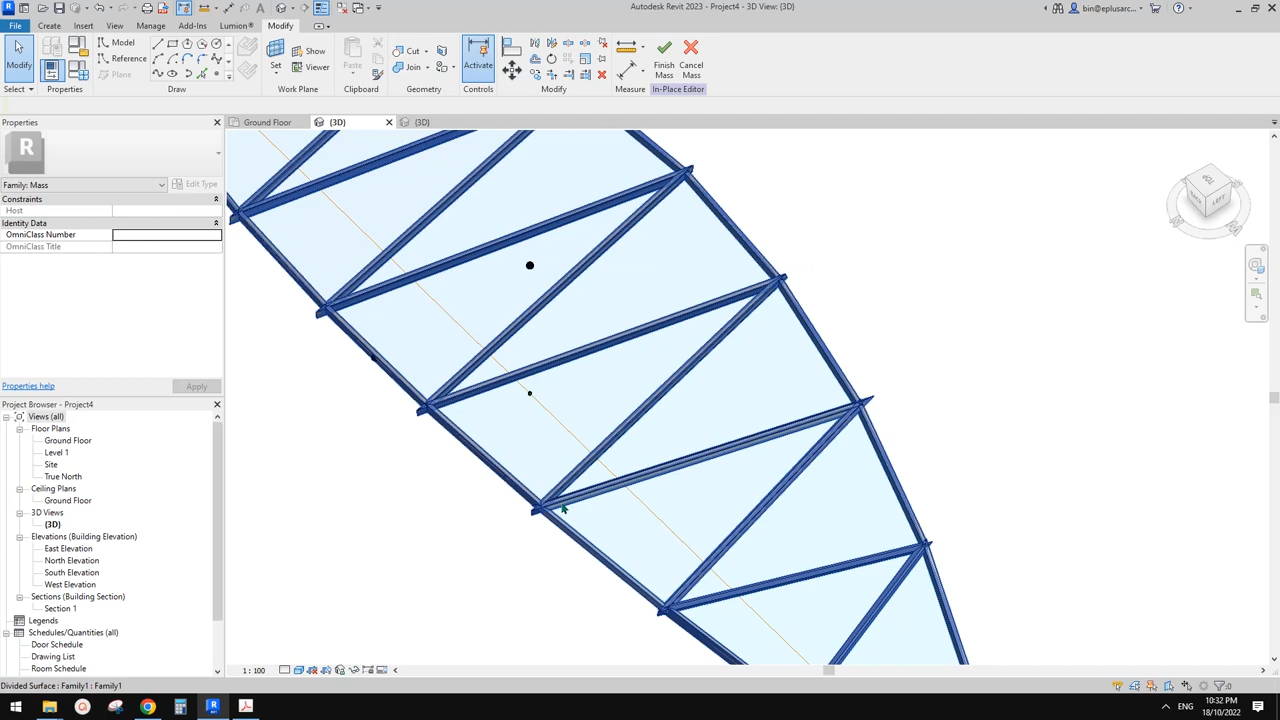 Autodesk Revit 2023 - Project4 - 3D View: {3D}
bin@eplusarc...
File Create Insert View Manage Add-Ins Lumion® Modify
Modify
Select
Properties
Model
Reference
Plane
Draw
Set
Show
Viewer
Work Plane
Paste
Clipboard
Cut
Join
Geometry
Activate
Controls
Modify
Measure
Finish Mass
Cancel Mass
In-Place Editor
Properties
R
Family: Mass
Edit Type
Constraints
Host
Identity Data
OmniClass Number
OmniClass Title
Properties help
Apply
Ground Floor
{3D}
{3D}
TOP
BACK
LEFT
Project Browser - Project4
Views (all)
Floor Plans
Ground Floor
Level 1
Site
True North
Ceiling Plans
Ground Floor
3D Views
{3D}
Elevations (Building Elevation)
East Elevation
North Elevation
South Elevation
West Elevation
Sections (Building Section)
Section 1
Legends
Schedules/Quantities (all)
Door Schedule
Drawing List
Room Schedule
1 : 100
Divided Surface : Family1 : Family1
:0
ENG
10:32 PM
18/10/2022